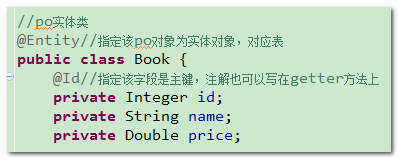 //po实体类
@Entity//指定该po对象为实体对象，对应表
public class Book {
@Id//指定该字段是主键，注解也可以写在getter方法上
private Integer id;
private String name;
private Double price;